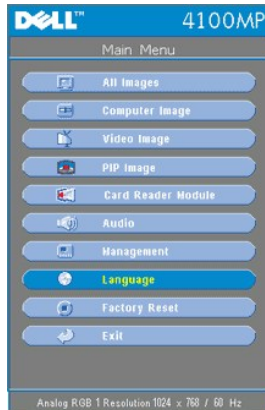 DELL™ 4100MP
Main Menu
All Images
Computer Image
Video Image
PIP Image
Card Reader Module
Audio
Management
Language
Factory Reset
Exit
Analog RGB 1 Resolution 1024 x 768 / 60 Hz